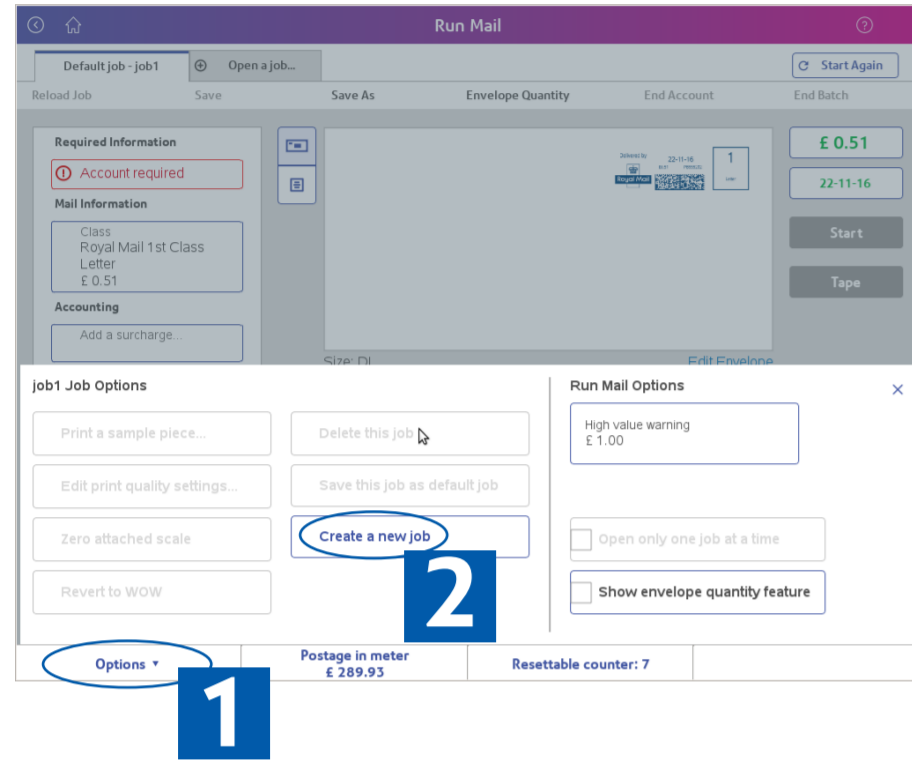 Run Mail
?
Default job - job1
Open a job...
Start Again
Reload Job
Save
Save As
Envelope Quantity
End Account
End Batch
Required Information
Account required
Mail Information
Class
Royal Mail 1st Class
Letter
£ 0.51
Accounting
Add a surcharge...
Delivered by
Royal Mail
22-11-16
1
£ 0.51
22-11-16
Start
Tape
Size: DL
Edit Envelope
job1 Job Options
Print a sample piece...
Delete this job
Edit print quality settings...
Save this job as default job
Zero attached scale
Create a new job
Revert to WOW
2
Run Mail Options
High value warning
£ 1.00
Open only one job at a time
Show envelope quantity feature
Options
Postage in meter
£ 289.93
Resettable counter: 7
1